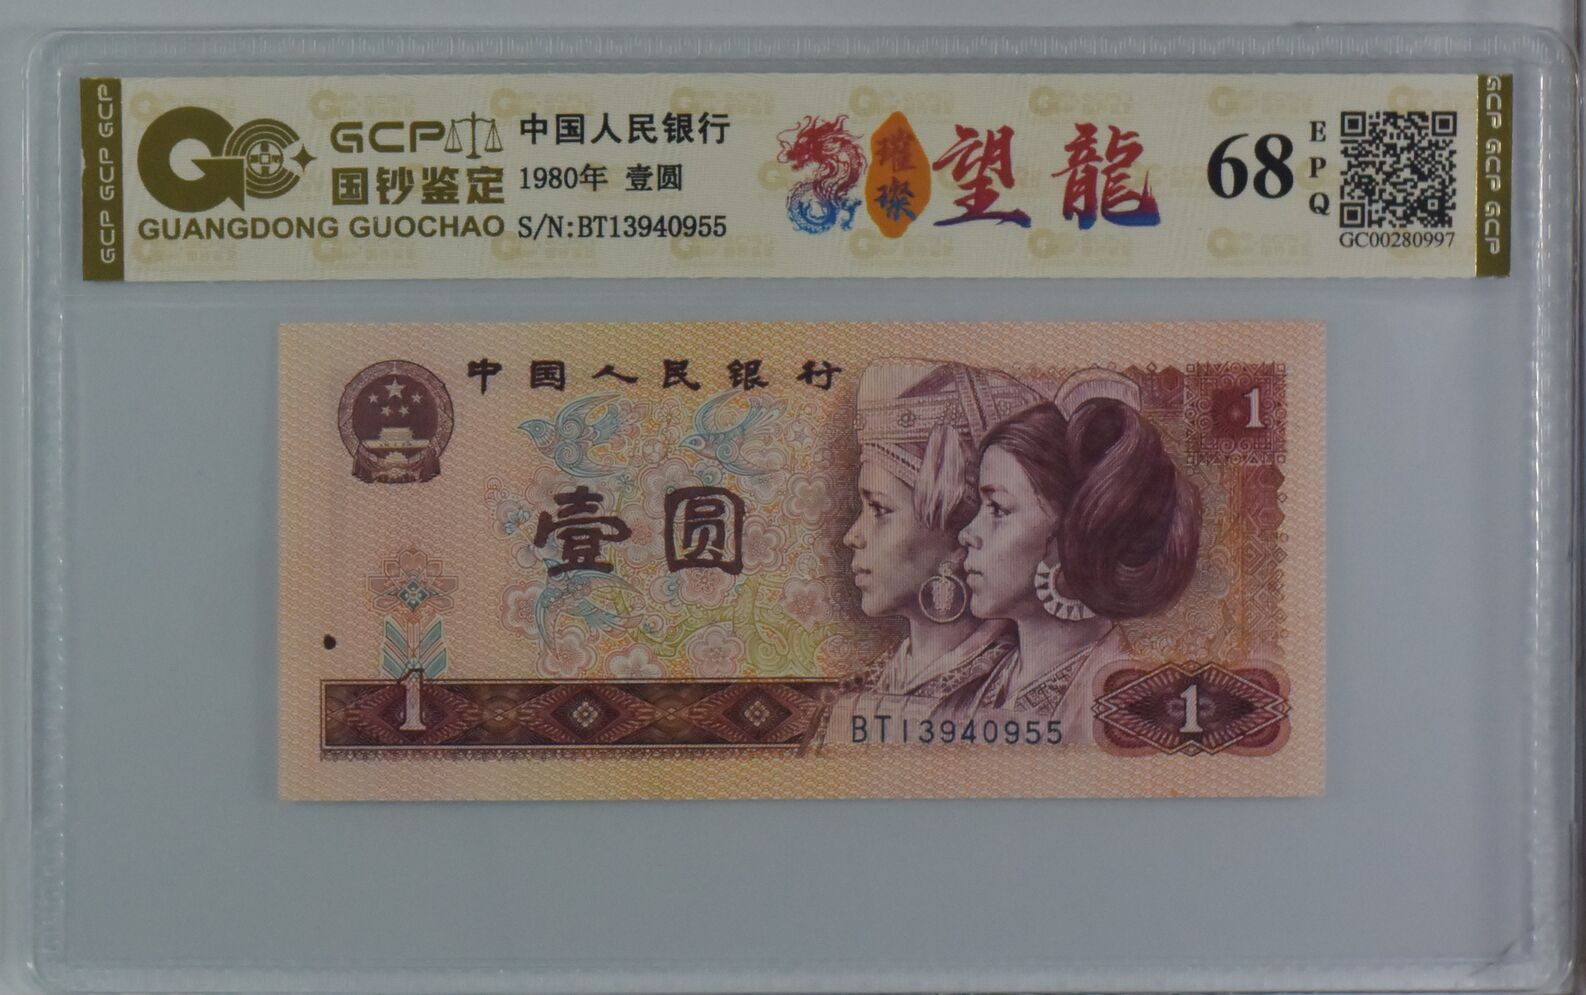 GCP GCP GCP
GCP
国钞鉴定
GUANGDONG GUOCHAO
中国人民银行
1980年 壹圆
S/N:BT13940955
璀璨
望龍
68
EPQ
GC00280997
GCP GCP GCP
中国人民银行
壹圆
1
1
1
BT13940955